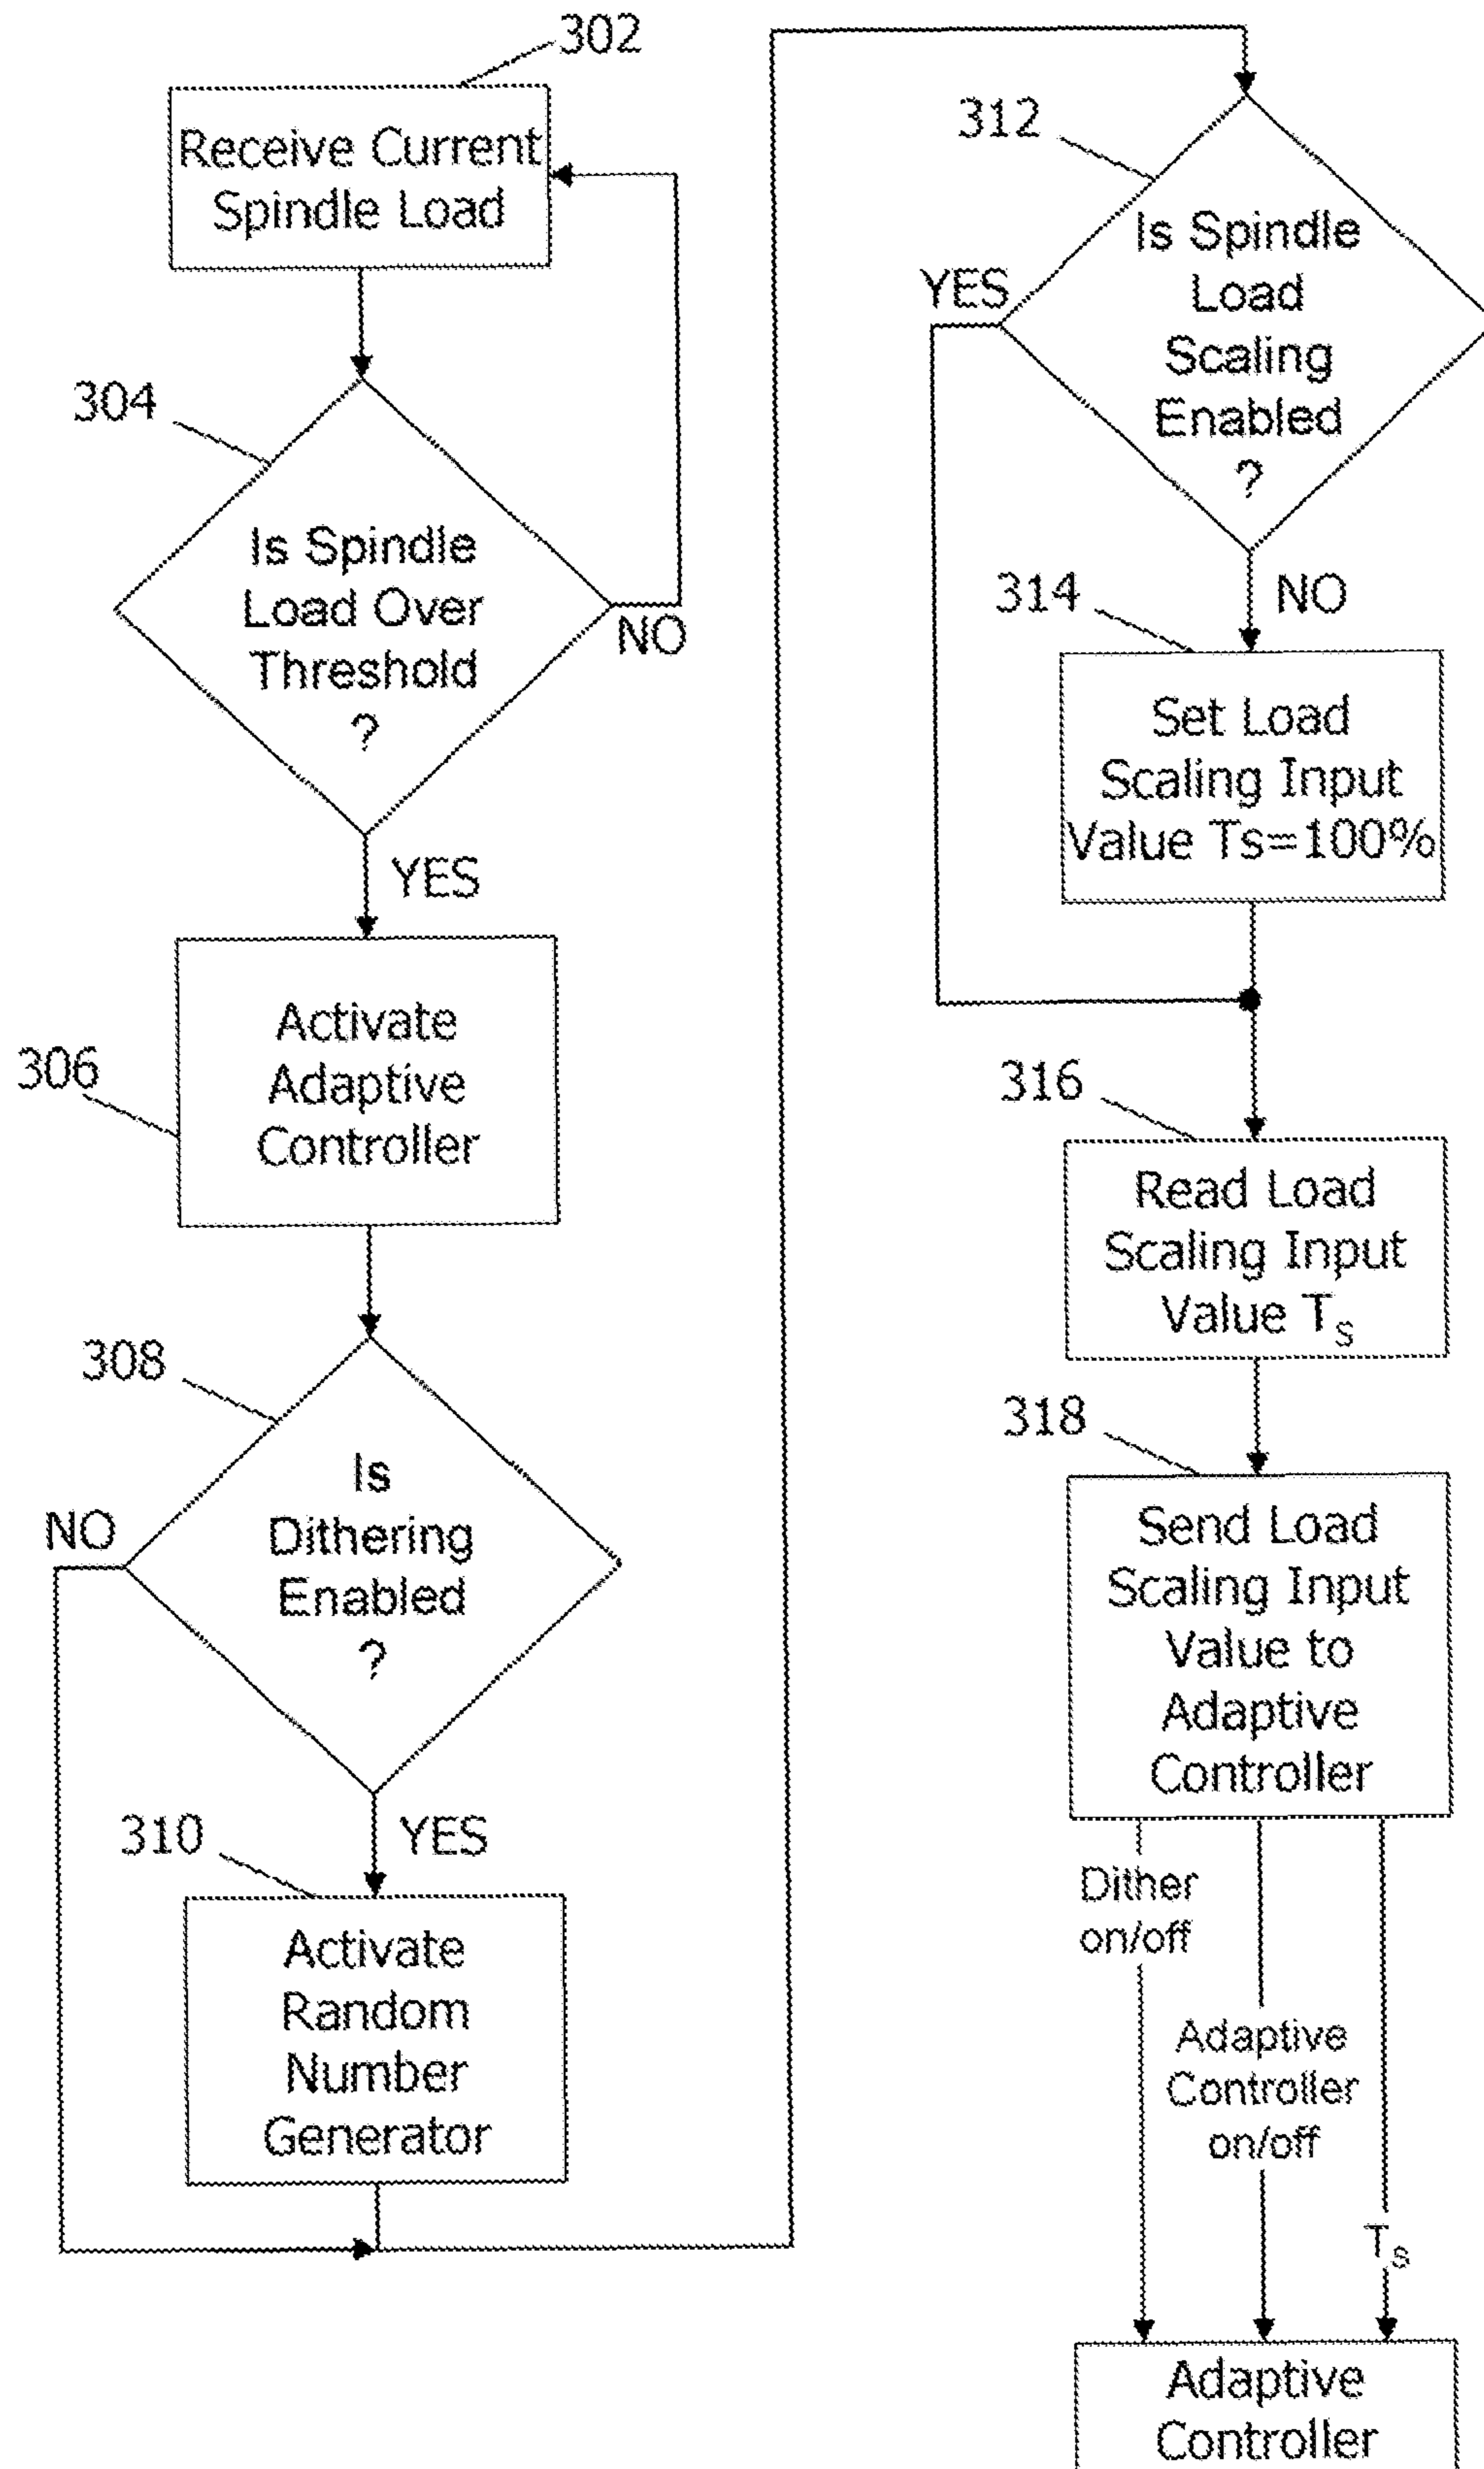 302
Receive Current
Spindle Load
304
Is Spindle
Load Over
Threshold
?
NO
YES
306
Activate
Adaptive
Controller
308
Is
Dithering
Enabled
?
NO
YES
310
Activate
Random
Number
Generator
312
Is Spindle
Load
Scaling
Enabled
?
YES
NO
314
Set Load
Scaling Input
Value Ts=100%
316
Read Load
Scaling Input
Value Ts
318
Send Load
Scaling Input
Value to
Adaptive
Controller
Dither
on/off
Adaptive
Controller
on/off
Ts
Adaptive
Controller